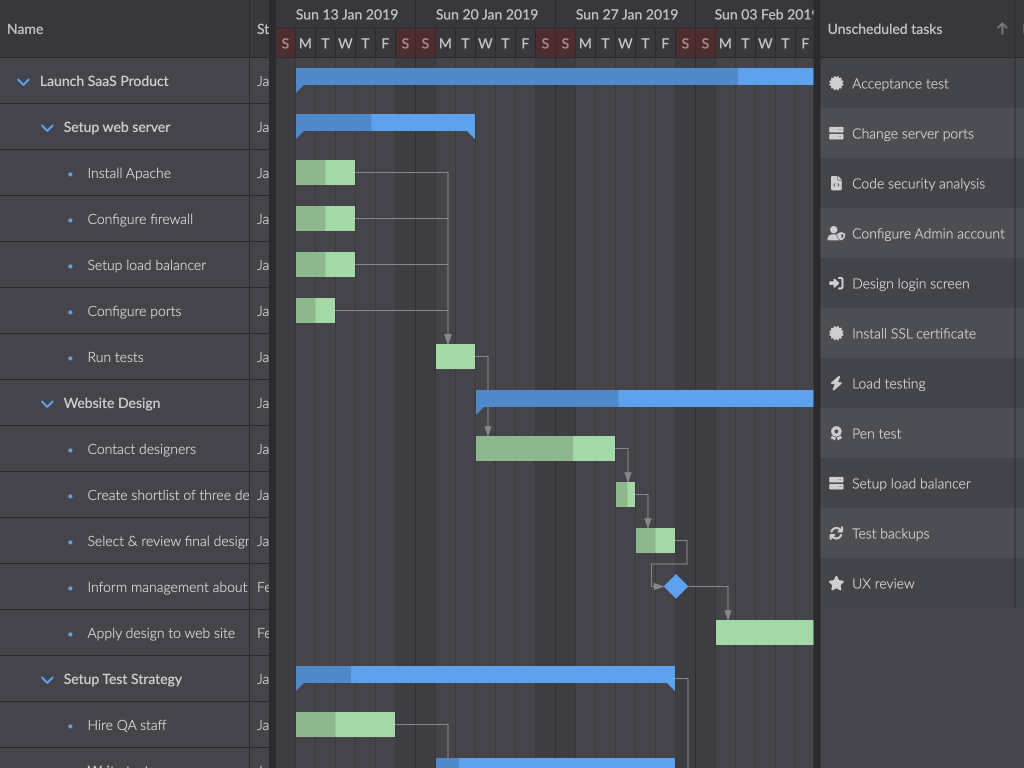 Name
St
Sun 13 Jan 2019
Sun 20 Jan 2019
Sun 27 Jan 2019
Sun 03 Feb 201
S M T W T F S S M T W T F S S M T W T F S S M T W T F
Unscheduled tasks
Launch SaaS Product
Ja
Setup web server
Ja
Install Apache
Ja
Configure firewall
Ja
Setup load balancer
Ja
Configure ports
Ja
Run tests
Ja
Website Design
Ja
Contact designers
Ja
Create shortlist of three de
Ja
Select & review final design
Ja
Inform management about
Fe
Apply design to web site
Fe
Setup Test Strategy
Ja
Hire QA staff
Ja
Acceptance test
Change server ports
Code security analysis
Configure Admin account
Design login screen
Install SSL certificate
Load testing
Pen test
Setup load balancer
Test backups
UX review